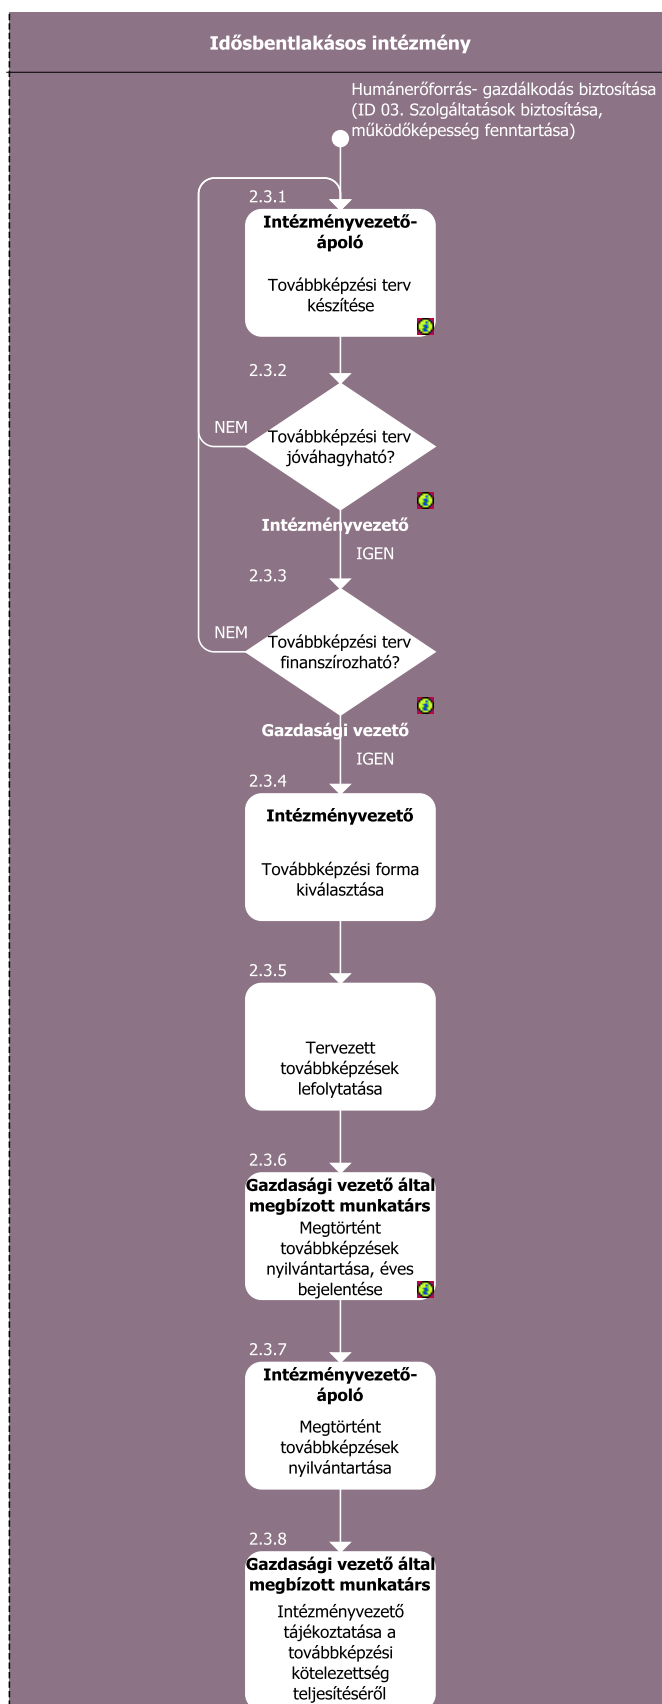 Idősbentlakásos intézmény
Humánerőforrás- gazdálkodás biztosítása
(ID 03. Szolgáltatások biztosítása,
működőképesség fenntartása)
2.3.1
Intézményvezető-
ápoló
Továbbképzési terv
készítése
2.3.2
NEM
Továbbképzési terv
jóváhagyható?
Intézményvezető
IGEN
2.3.3
NEM
Továbbképzési terv
finanszírozható?
Gazdasági vezető
IGEN
2.3.4
Intézményvezető
Továbbképzési forma
kiválasztása
2.3.5
Tervezett
továbbképzések
lefolytatása
2.3.6
Gazdasági vezető által
megbízott munkatárs
Megtörtént
továbbképzések
nyilvántartása, éves
bejelentése
2.3.7
Intézményvezető-
ápoló
Megtörtént
továbbképzések
nyilvántartása
2.3.8
Gazdasági vezető által
megbízott munkatárs
Intézményvezető
tájékoztatása a
továbbképzési
kötelezettség
teljesítéséről